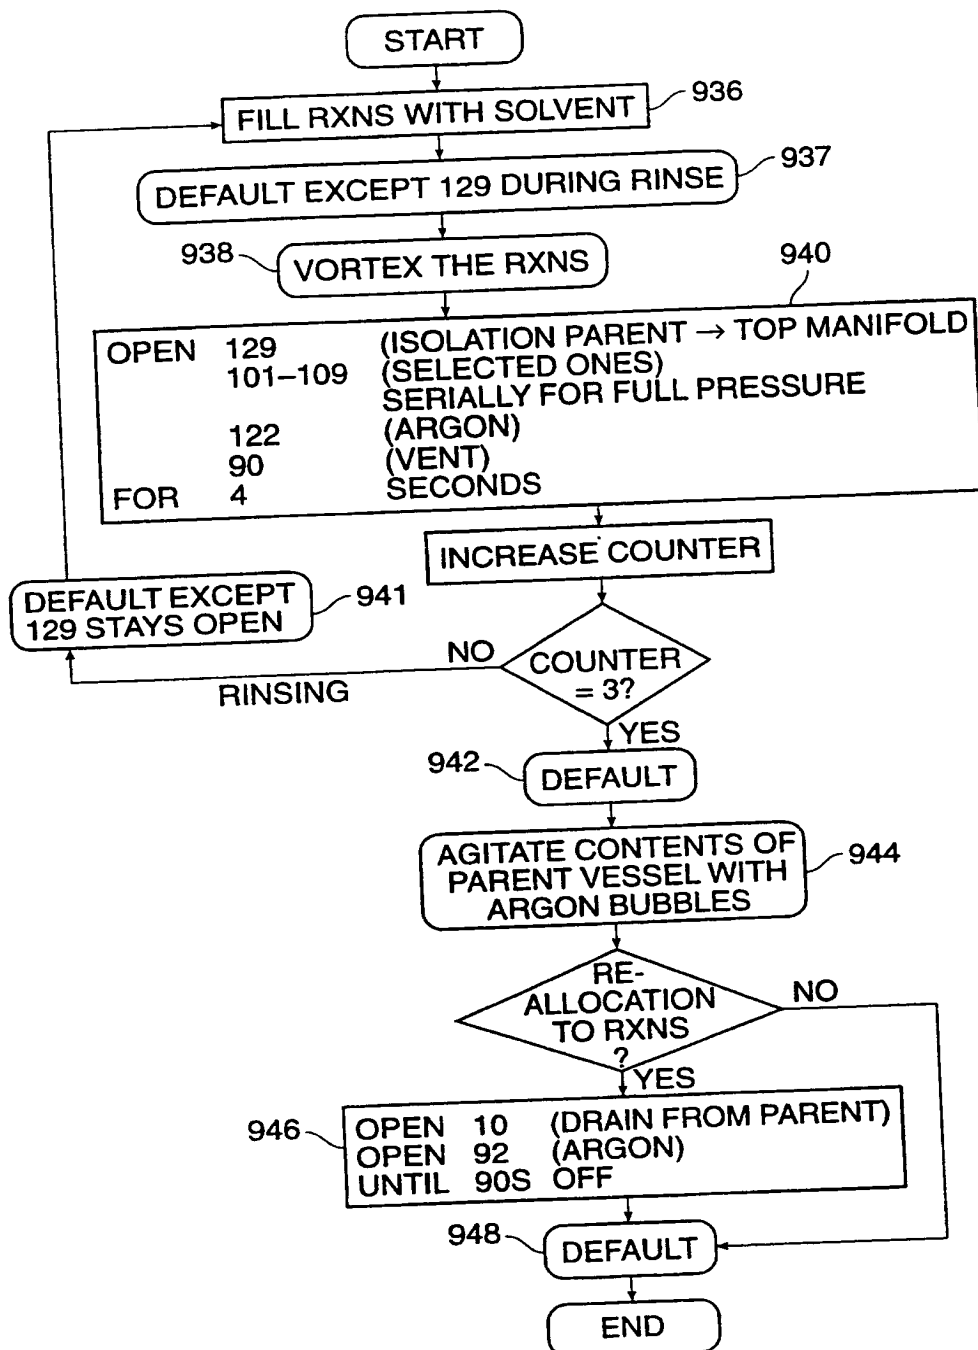 START
FILL RXNS WITH SOLVENT
936
DEFAULT EXCEPT 129 DURING RINSE
937
938
VORTEX THE RXNS
940
OPEN 129 (ISOLATION PARENT → TOP MANIFOLD
101–109 (SELECTED ONES)
SERIALLY FOR FULL PRESSURE
122 (ARGON)
90 (VENT)
FOR 4 SECONDS
INCREASE COUNTER
DEFAULT EXCEPT
129 STAYS OPEN
941
NO
RINSING
COUNTER
= 3?
YES
942
DEFAULT
AGITATE CONTENTS OF
PARENT VESSEL WITH
ARGON BUBBLES
944
RE-
ALLOCATION
TO RXNS
?
NO
YES
946
OPEN 10 (DRAIN FROM PARENT)
OPEN 92 (ARGON)
UNTIL 90S OFF
948
DEFAULT
END